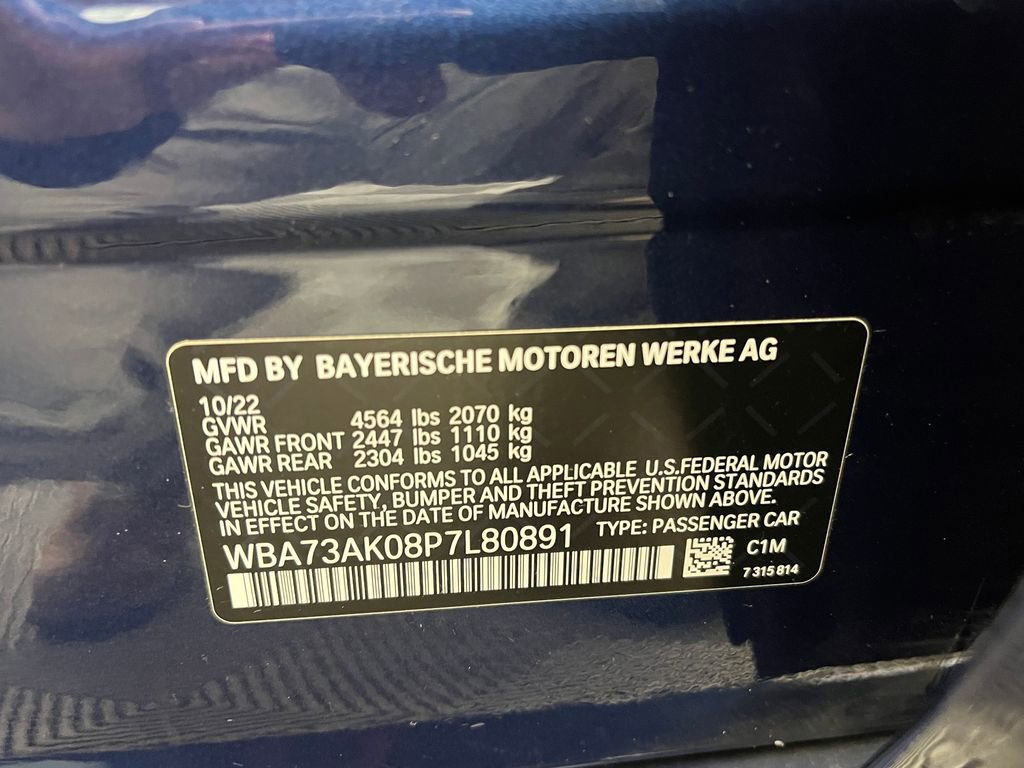 MFD BY BAYERISCHE MOTOREN WERKE AG
10/22
GVWR 4564 lbs 2070 kg
GAWR FRONT 2447 lbs 1110 kg
GAWR REAR 2304 lbs 1045 kg
THIS VEHICLE CONFORMS TO ALL APPLICABLE U.S.FEDERAL MOTOR
VEHICLE SAFETY, BUMPER AND THEFT PREVENTION STANDARDS
IN EFFECT ON THE DATE OF MANUFACTURE SHOWN ABOVE.
WBA73AK08P7L80891 TYPE: PASSENGER CAR
C1M
7 315 814